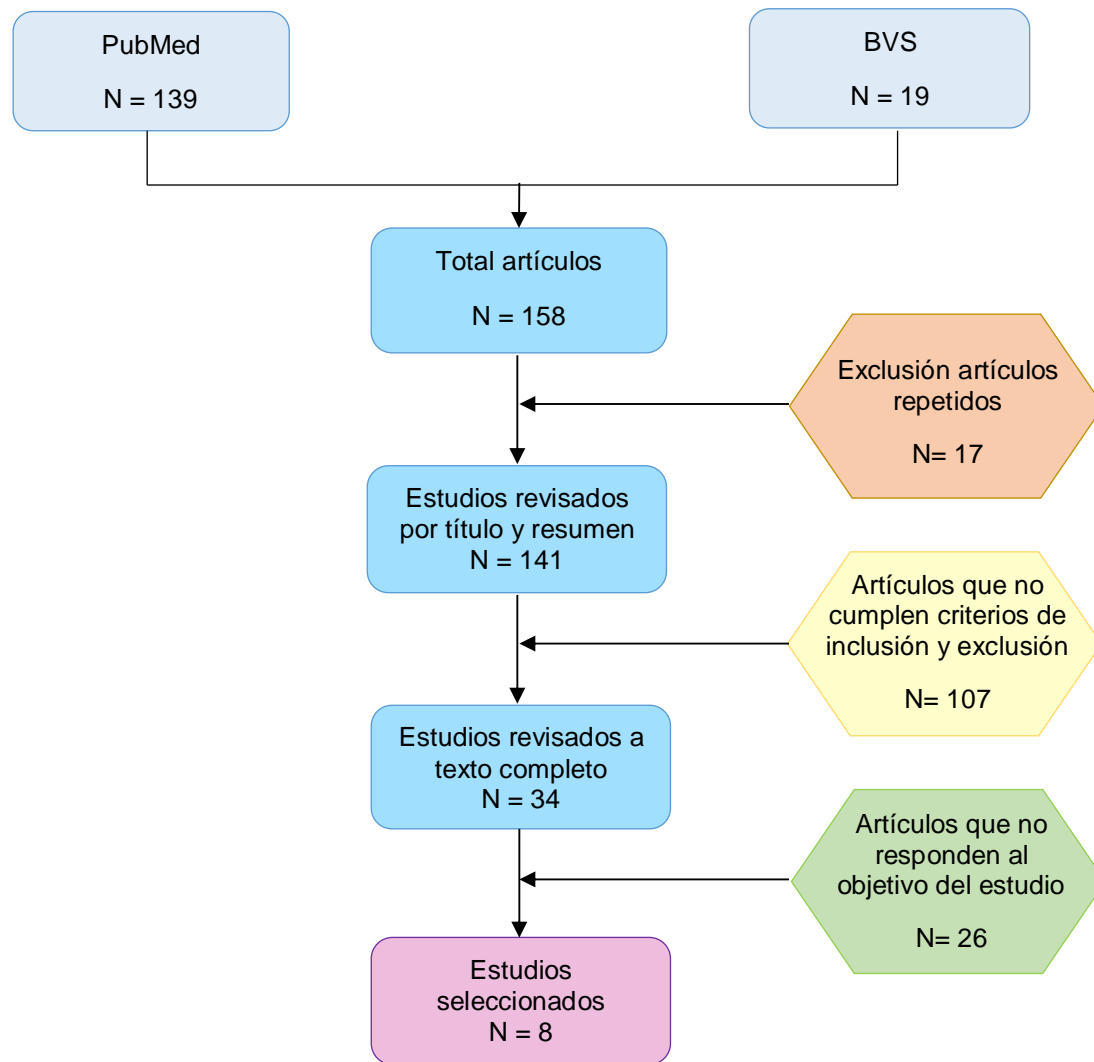 PubMed
N = 139
BVS
N = 19
Total artículos
N = 158
Exclusión artículos
repetidos
N= 17
Estudios revisados
por título y resumen
N = 141
Artículos que no
cumplen criterios de
inclusión y exclusión
N= 107
Estudios revisados a
texto completo
N = 34
Artículos que no
responden al
objetivo del estudio
N= 26
Estudios
seleccionados
N = 8